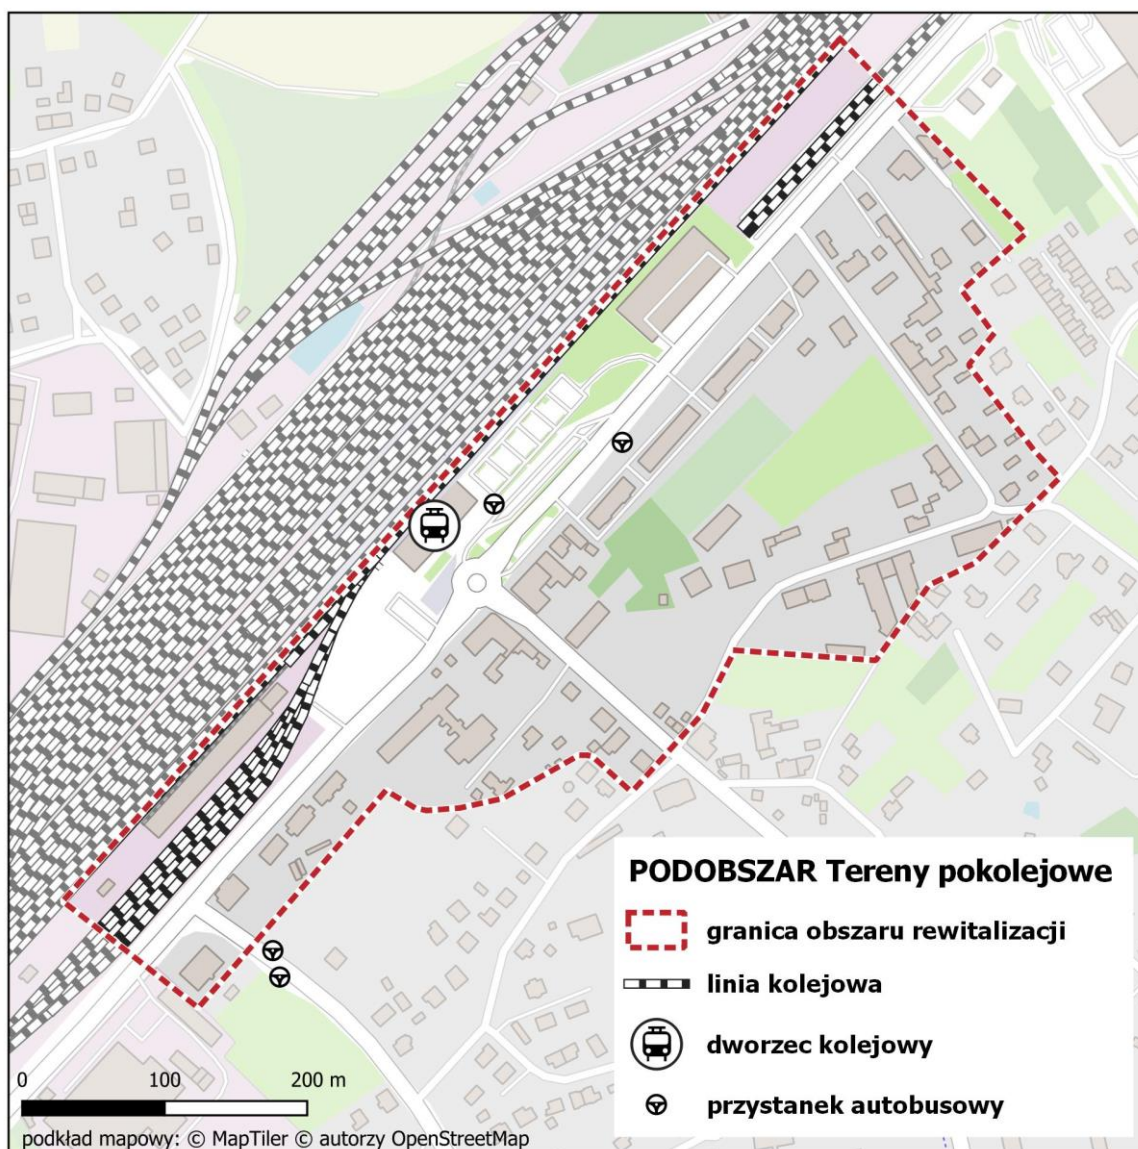 PODOBSZAR Tereny pokolejowe
granica obszaru rewitalizacji
linia kolejowa
dworzec kolejowy
przystanek autobusowy
0 100 200 m
podkład mapowy: © MapTiler © autorzy OpenStreetMap